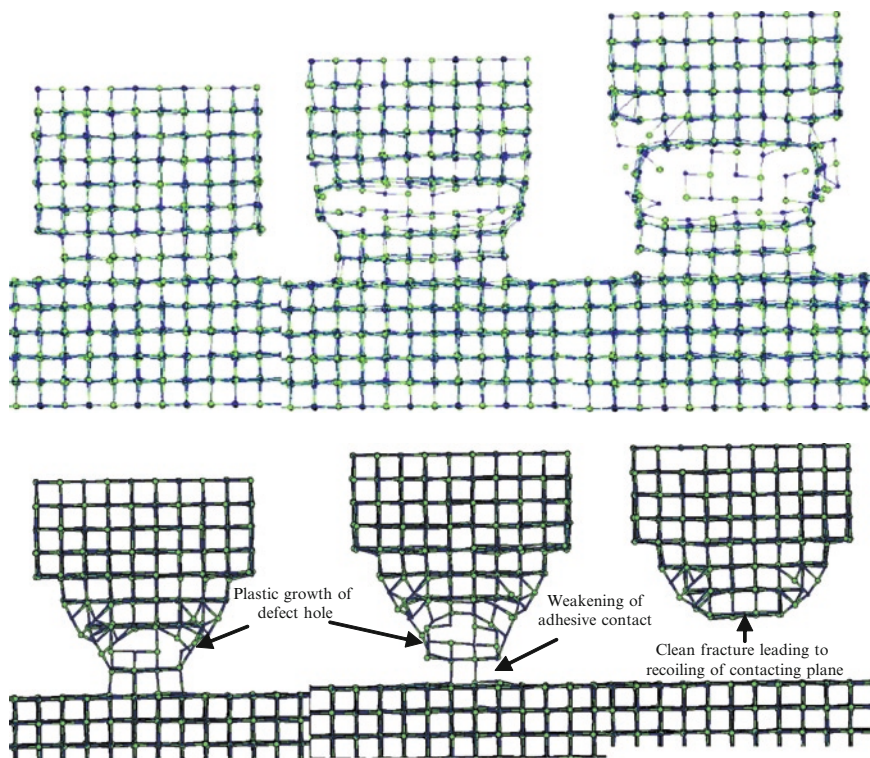 Plastic growth of
defect hole
Weakening of
adhesive contact
Clean fracture leading to
recoiling of contacting plane